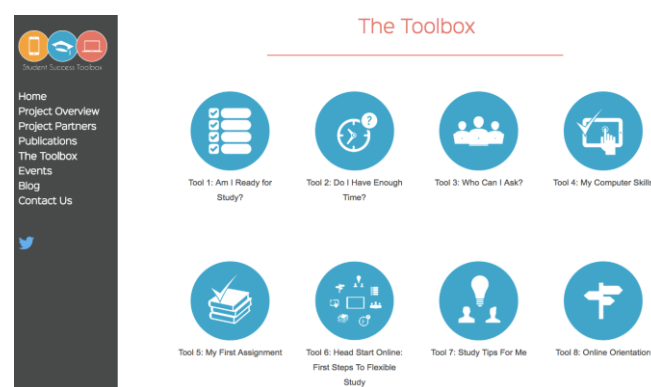 The Toolbox
Student Success Toolbox
Home
Project Overview
Project Partners
Publications
The Toolbox
Events
Blog
Contact Us
?
Tool 1: Am I Ready for
Study?
Tool 2: Do I Have Enough
Time?
Tool 3: Who Can I Ask?
Tool 4: My Computer Skills
Tool 5: My First Assignment
Tool 6: Head Start Online:
First Steps To Flexible
Study
Tool 7: Study Tips For Me
Tool 8: Online Orientation